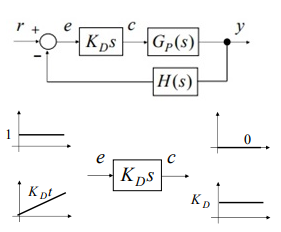 r + e K_D s c G_P(s) y
−
H(s)
1 0
e K_D s c
K_D t K_D